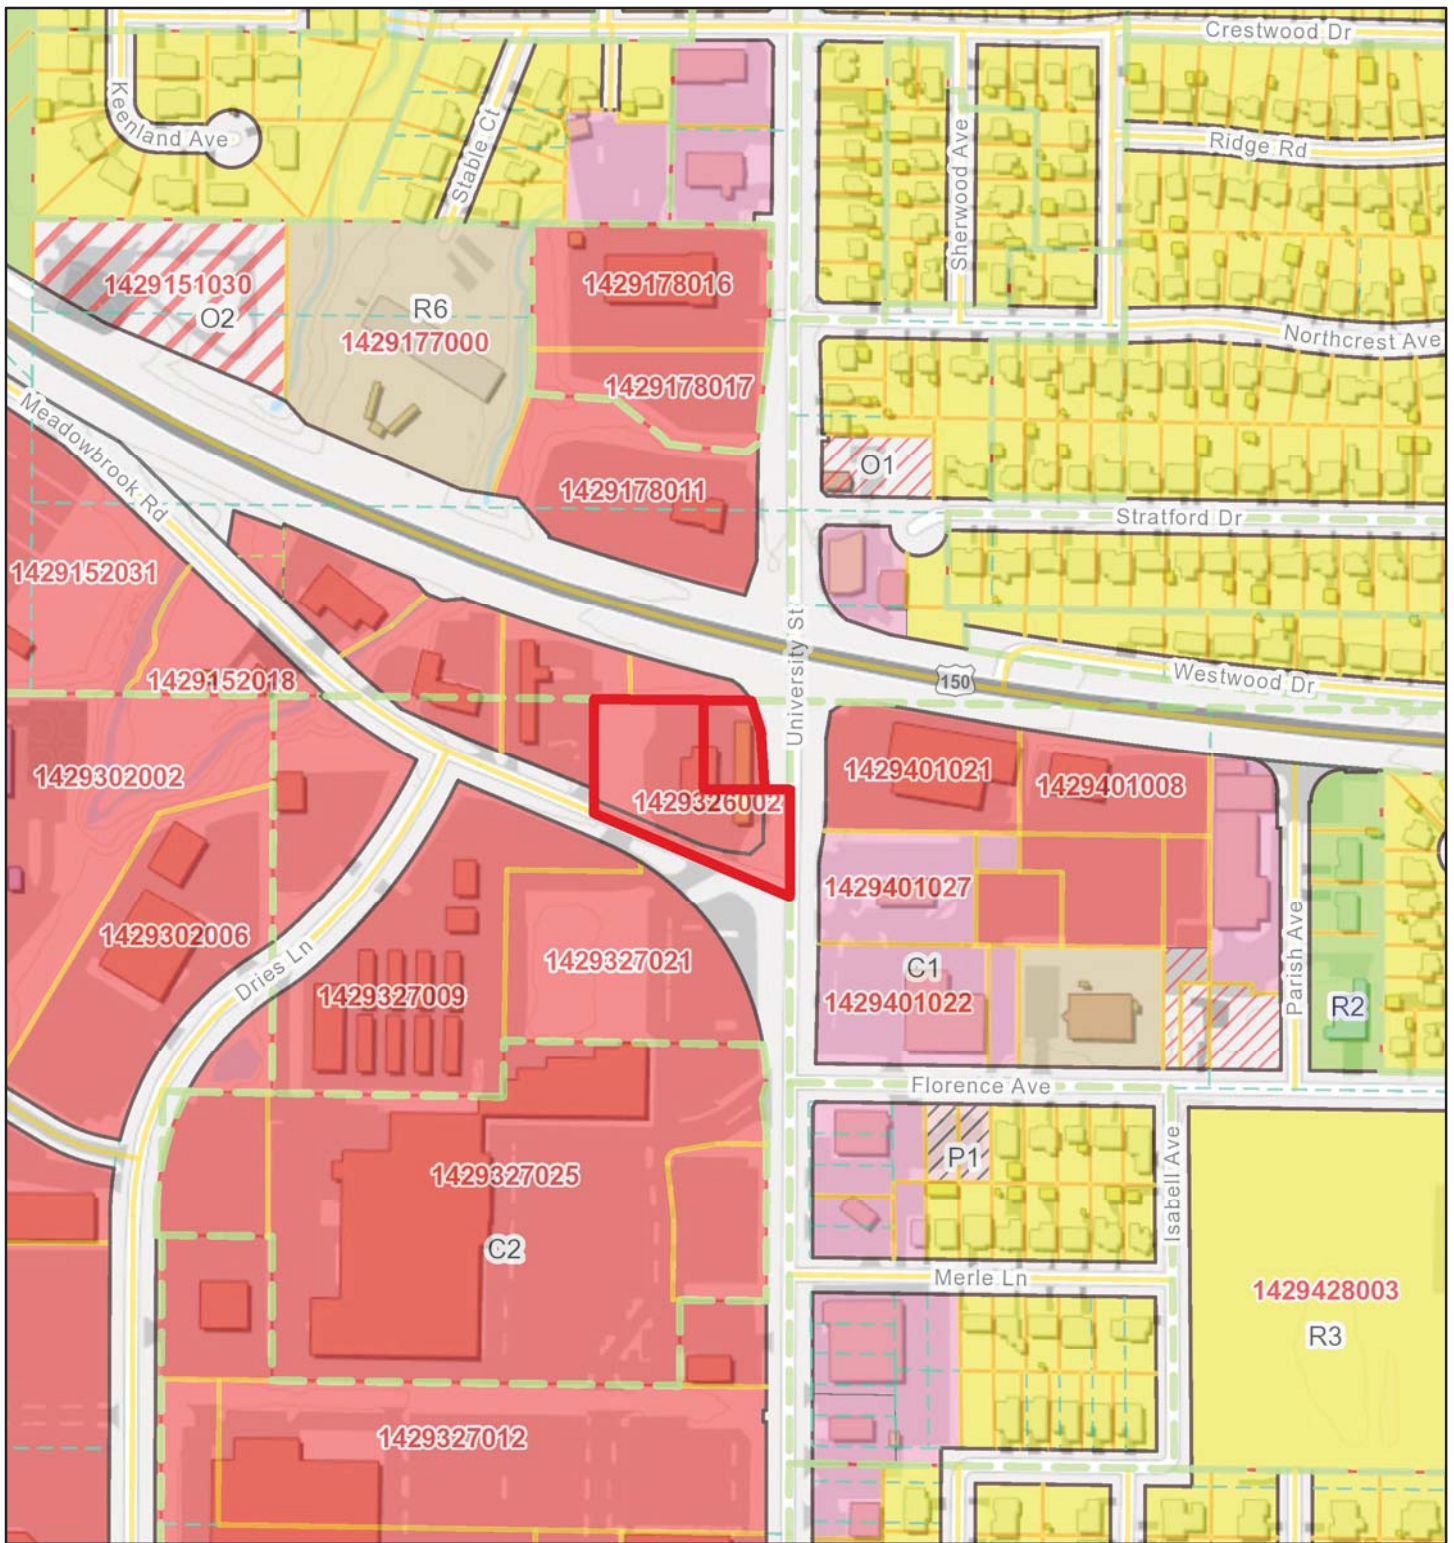 Crestwood Dr
Keenland Ave
Stable Ct
Sherwood Ave
Ridge Rd
1429151030
O2
R6
1429177000
1429178016
Northcrest Ave
1429178017
Meadowbrook Rd
O1
1429178011
Stratford Dr
1429152031
University St
1429152018
150
Westwood Dr
1429302002
1429326002
1429401021
1429401008
1429401027
1429302006
Dries Ln
1429327009
1429327021
C1
1429401022
Parish Ave
R2
Florence Ave
1429327025
C2
P1
Isabell Ave
Merle Ln
1429428003
R3
1429327012